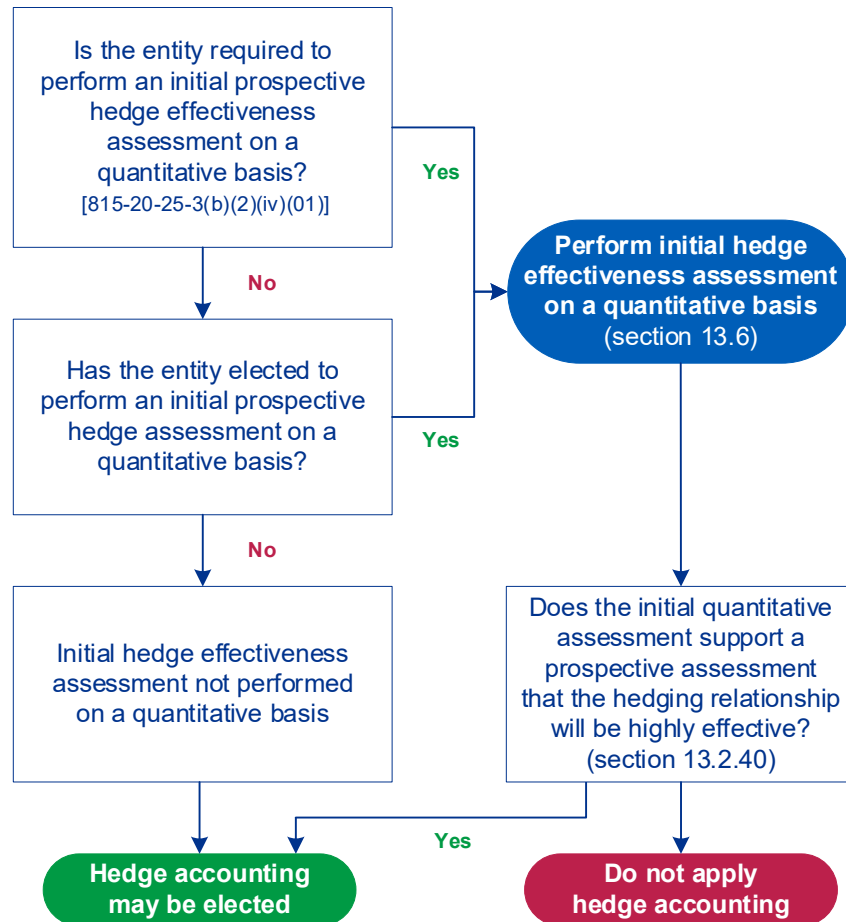 Is the entity required to
perform an initial prospective
hedge effectiveness
assessment on a
quantitative basis?
[815-20-25-3(b)(2)(iv)(01)]
Yes
No
Perform initial hedge
effectiveness assessment
on a quantitative basis
(section 13.6)
Has the entity elected to
perform an initial prospective
hedge assessment on a
quantitative basis?
Yes
No
Initial hedge effectiveness
assessment not performed
on a quantitative basis
Does the initial quantitative
assessment support a
prospective assessment
that the hedging relationship
will be highly effective?
(section 13.2.40)
Yes
Hedge accounting
may be elected
Do not apply
hedge accounting